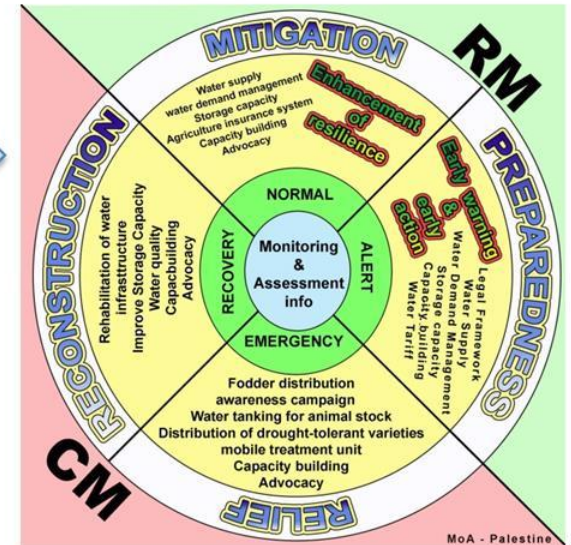 MITIGATION
RM
Water supply
water demand management
Storage capacity
Agriculture insurance system
Capacity building
Advocacy
Enhancement
of
resilience
PREPAREDNESS
Early warning
&
early
action
Legal Framework
Water Supply
Water Demand Management
Storage capacity
Capacity building
Water Tariff
RECONSTRUCTION
Rehabilitation of water
infrasttructure
Improve Storage Capacity
Water quality
Capacbuilding
Advocacy
NORMAL
ALERT
RECOVERY
EMERGENCY
Monitoring
&
Assessment
info
Fodder distribution
awareness campaign
Water tanking for animal stock
Distribution of drought-tolerant varieties
mobile treatment unit
Capacity building
Advocacy
RELIEF
CM
MoA - Palestine